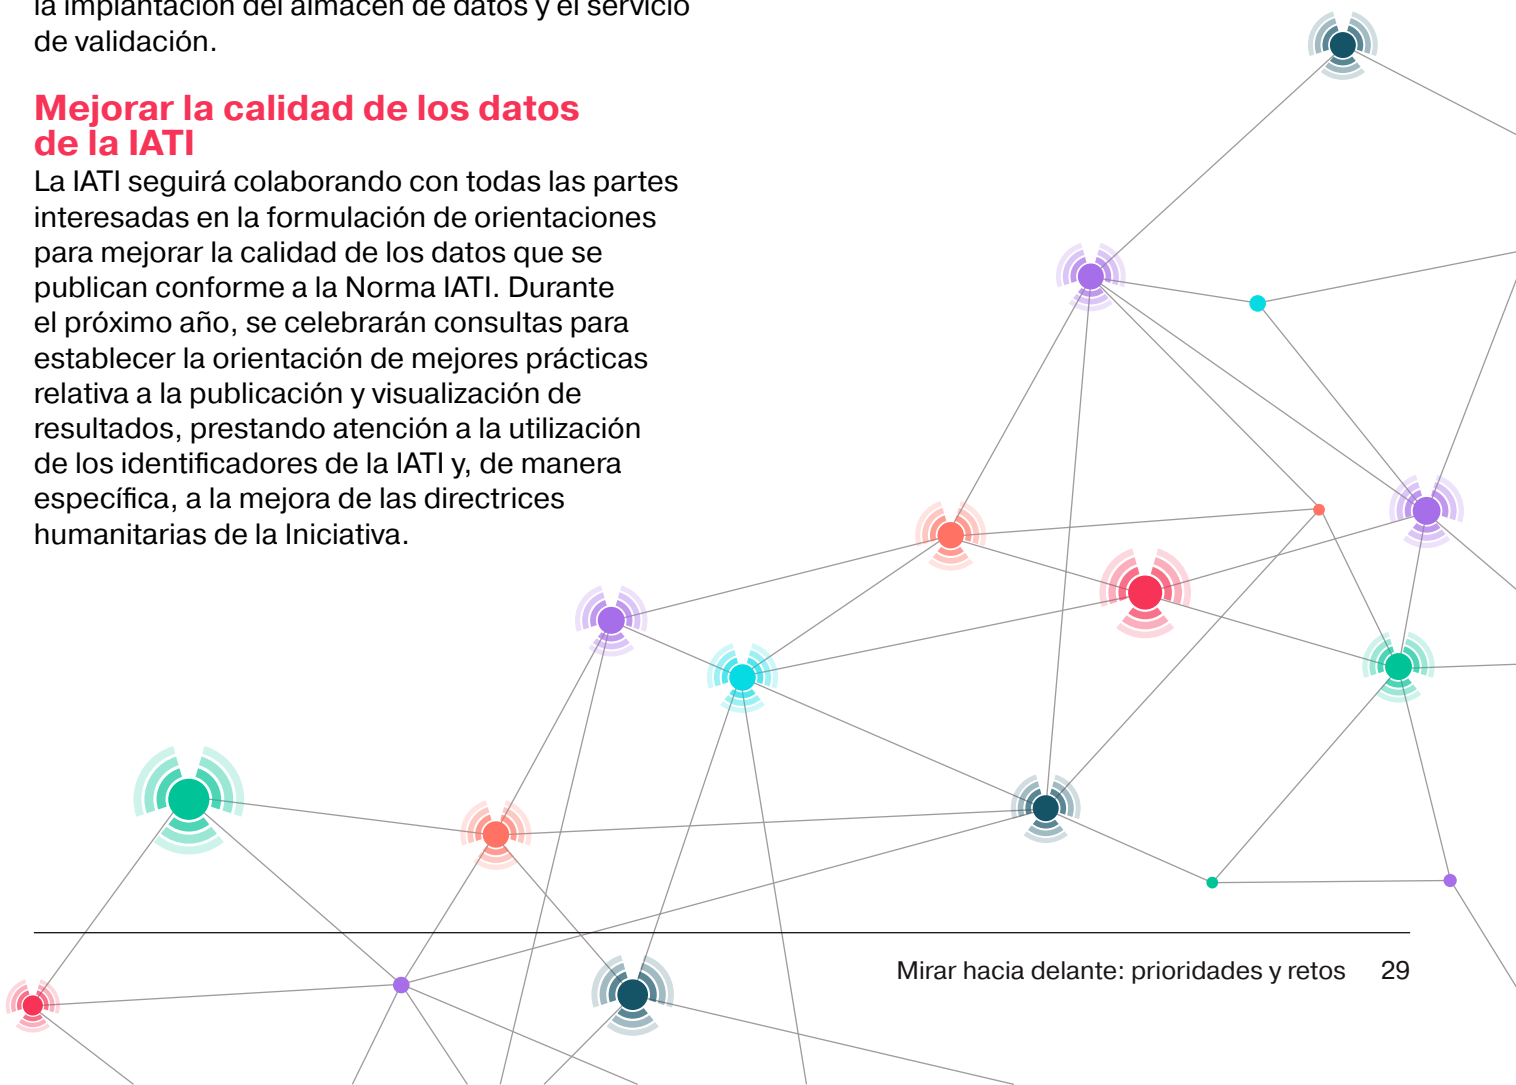 la implantación del almacén de datos y el servicio
de validación.
Mejorar la calidad de los datos
de la IATI
La IATI seguirá colaborando con todas las partes
interesadas en la formulación de orientaciones
para mejorar la calidad de los datos que se
publican conforme a la Norma IATI. Durante
el próximo año, se celebrarán consultas para
establecer la orientación de mejores prácticas
relativa a la publicación y visualización de
resultados, prestando atención a la utilización
de los identificadores de la IATI y, de manera
específica, a la mejora de las directrices
humanitarias de la Iniciativa.
Mirar hacia delante: prioridades y retos 29